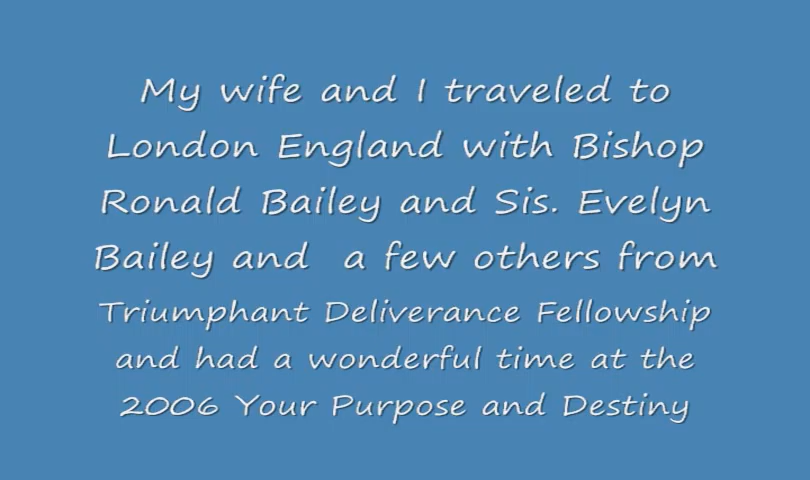 My wife and I traveled to
London England with Bishop
Ronald Bailey and Sis. Evelyn
Bailey and  a few others from
Triumphant Deliverance Fellowship
and had a wonderful time at the
2006 Your Purpose and Destiny